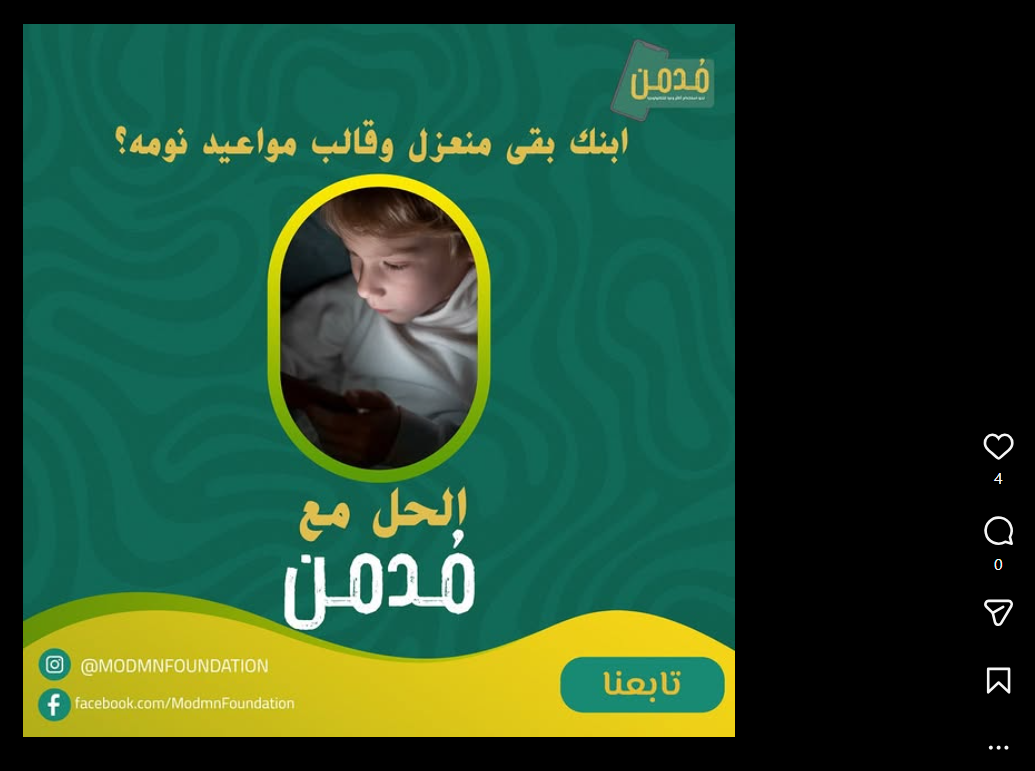 مُدمن
ابنك بقى منعزل وقالب مواعيد نومه؟
الحل مع
مُدمن
@MODMNFOUNDATION
facebook.com/ModmnFoundation
تابعنا
4
0